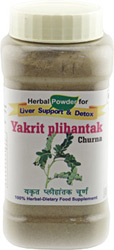 Herbal Powder for
Liver Support & Detox
Yakrit plihantak
Churna
यकृत प्लीहांतक चूर्ण
100% Herbal-Dietary Food Supplement